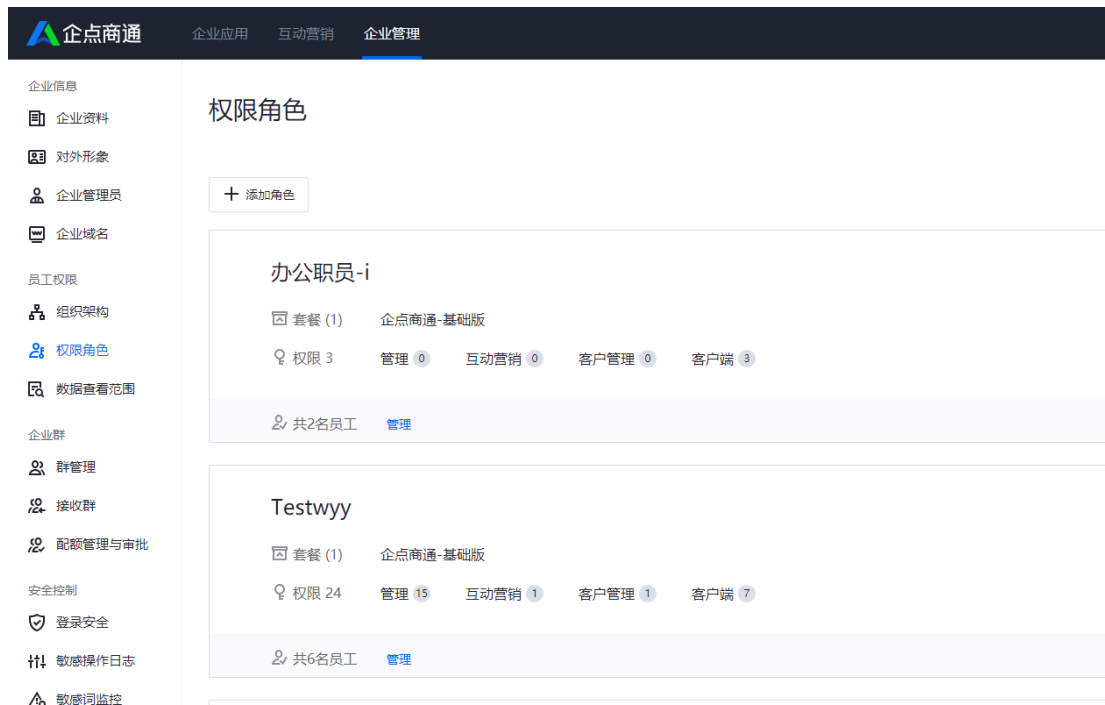 企点商通 企业应用 互动营销 企业管理
企业信息
企业资料
对外形象
企业管理员
企业域名
员工权限
组织架构
权限角色
数据查看范围
企业群
群管理
接收群
配额管理与审批
安全控制
登录安全
敏感操作日志
敏感词监控
权限角色
添加角色
办公职员-i
套餐 (1) 企点商通-基础版
权限 3 管理 0 互动营销 0 客户管理 0 客户端 3
共2名员工 管理
Testwyy
套餐 (1) 企点商通-基础版
权限 24 管理 15 互动营销 1 客户管理 1 客户端 7
共6名员工 管理